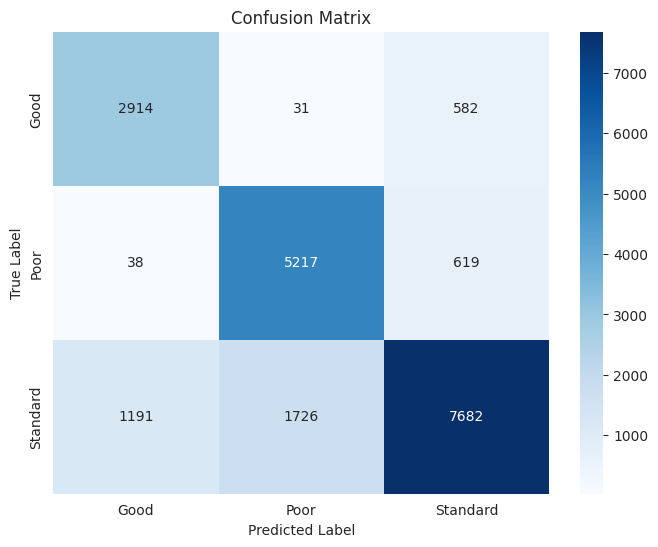 Confusion Matrix
True Label
Good
2914 31 582
Poor
38 5217 619
Standard
1191 1726 7682
Good Poor Standard
Predicted Label
7000
6000
5000
4000
3000
2000
1000